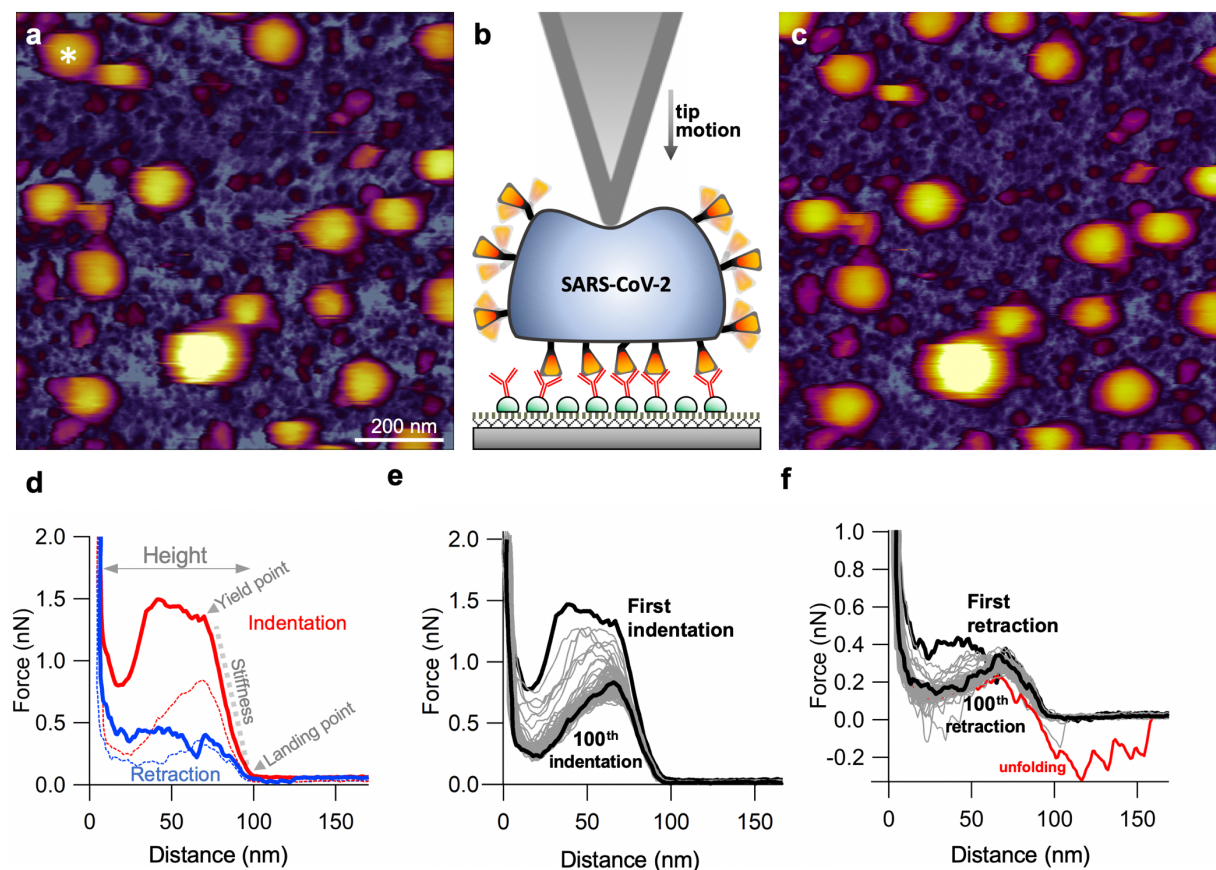 a
*
200 nm
b
tip
motion
SARS-CoV-2
c
d
2.0
1.5
1.0
0.5
0.0
Force (nN)
Height
Yield point
Indentation
Stiffness
Landing point
Retraction
0
50
100
150
Distance (nm)
e
2.0
1.5
1.0
0.5
0.0
Force (nN)
First
indentation
100th
indentation
0
50
100
150
Distance (nm)
f
1.0
0.8
0.6
0.4
0.2
0.0
-0.2
Force (nN)
First
retraction
100th
retraction
unfolding
0
50
100
150
Distance (nm)